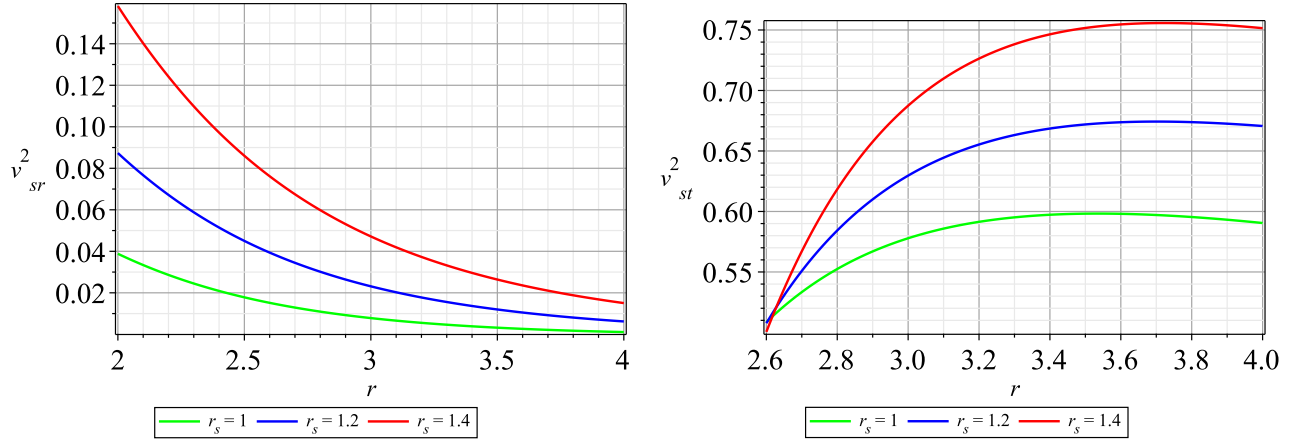 0.14
0.12
0.10
0.08
0.06
0.04
0.02
v²sr
2 2.5 3 3.5 4
r
rs = 1 rs = 1.2 rs = 1.4
0.75
0.70
0.65
0.60
0.55
v²st
2.6 2.8 3.0 3.2 3.4 3.6 3.8 4.0
r
rs = 1 rs = 1.2 rs = 1.4